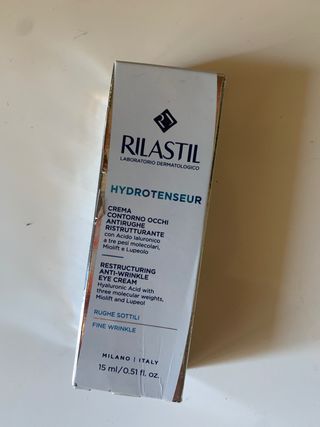 RILASTIL
LABORATORIO DERMATOLOGICO
HYDROTENSEUR
CREMA
CONTORNO OCCHI
ANTIRUGHE
RISTRUTTURANTE
con Acido Ialuronico
a tre pesi molecolari,
Miolift e Lupeolo
RESTRUCTURING
ANTI-WRINKLE
EYE CREAM
Hyaluronic Acid with
three molecular weights,
Miolift and Lupeol
RUGHE SOTTILI
FINE WRINKLE
MILANO | ITALY
15 ml/0.51 fl. oz.